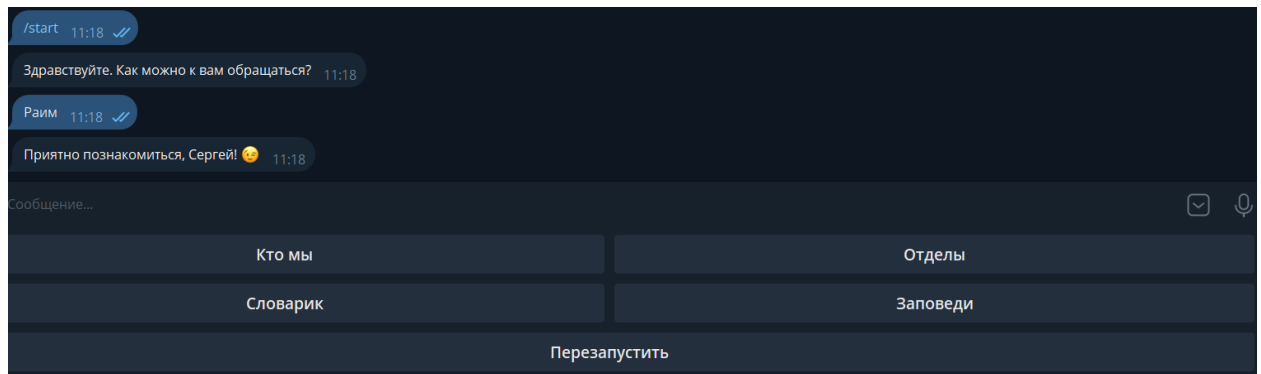 /start 11:18
Здравствуйте. Как можно к вам обращаться? 11:18
Раим 11:18
Приятно познакомиться, Сергей! 😉 11:18
Сообщение...
Кто мы
Отделы
Словарик
Заповеди
Перезапустить